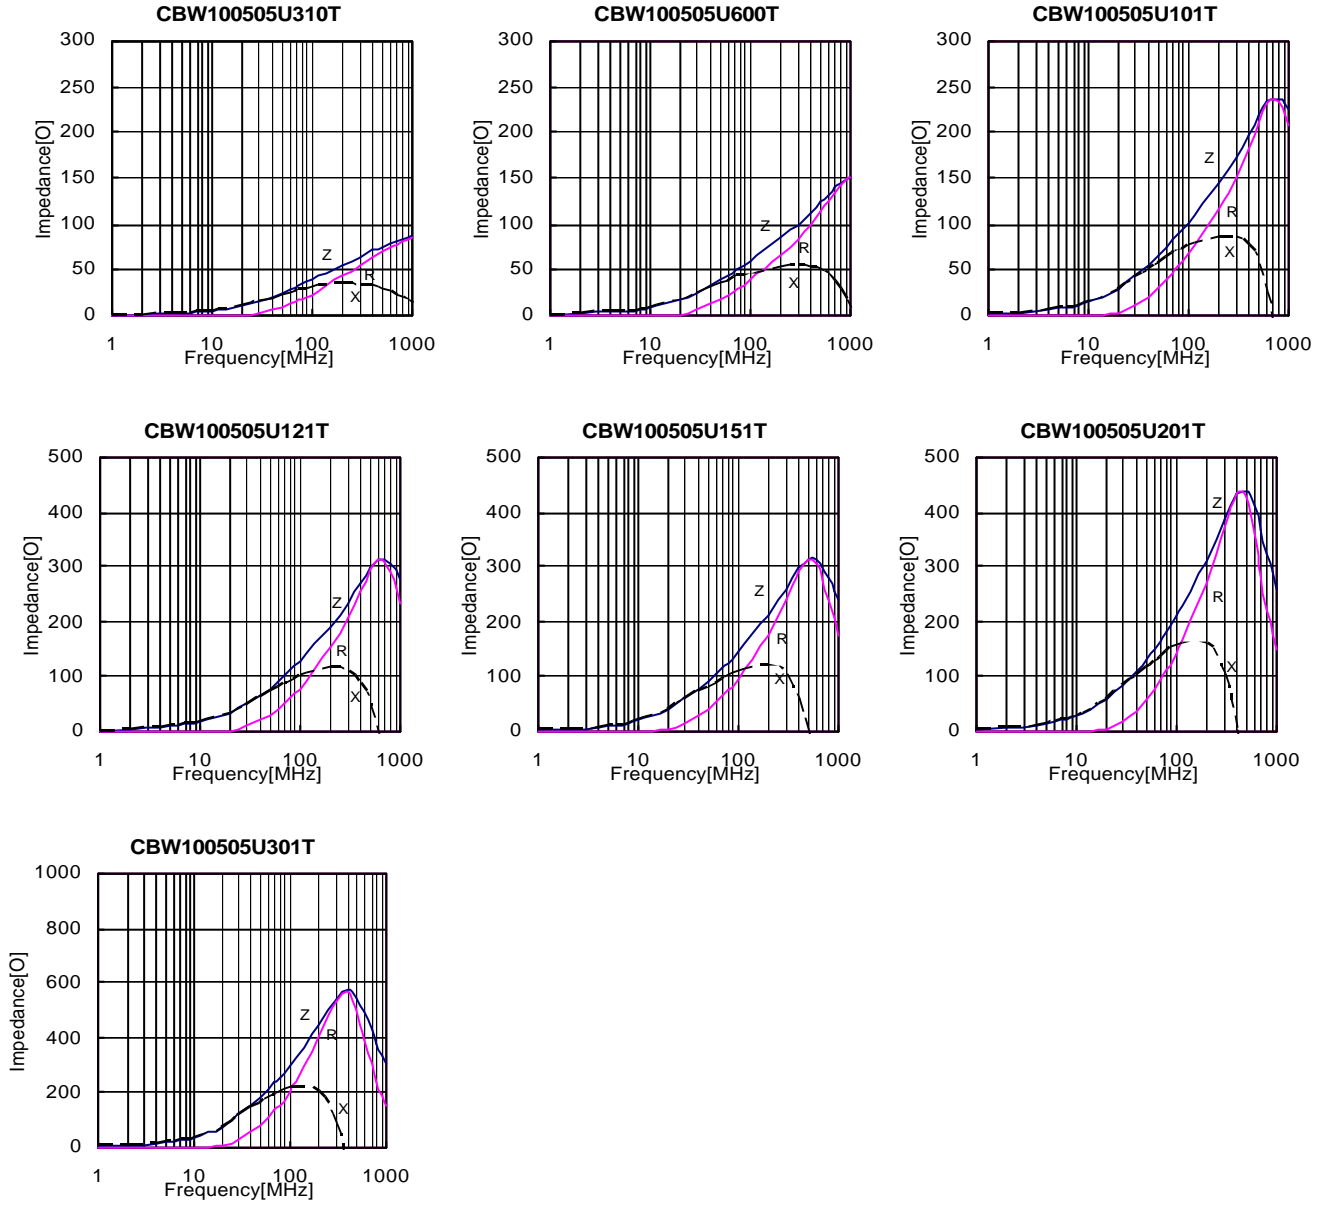 CBW100505U310T
300
250
200
150
100
50
0
Impedance[O]
Z
R
X
1 10 100 1000
Frequency[MHz]
CBW100505U600T
300
250
200
150
100
50
0
Impedance[O]
Z
R
X
1 10 100 1000
Frequency[MHz]
CBW100505U101T
300
250
200
150
100
50
0
Impedance[O]
Z
R
X
1 10 100 1000
Frequency[MHz]
CBW100505U121T
500
400
300
200
100
0
Impedance[O]
Z
R
X
1 10 100 1000
Frequency[MHz]
CBW100505U151T
500
400
300
200
100
0
Impedance[O]
Z
R
X
1 10 100 1000
Frequency[MHz]
CBW100505U201T
500
400
300
200
100
0
Impedance[O]
Z
R
X
1 10 100 1000
Frequency[MHz]
CBW100505U301T
1000
800
600
400
200
0
Impedance[O]
Z
R
X
1 10 100 1000
Frequency[MHz]